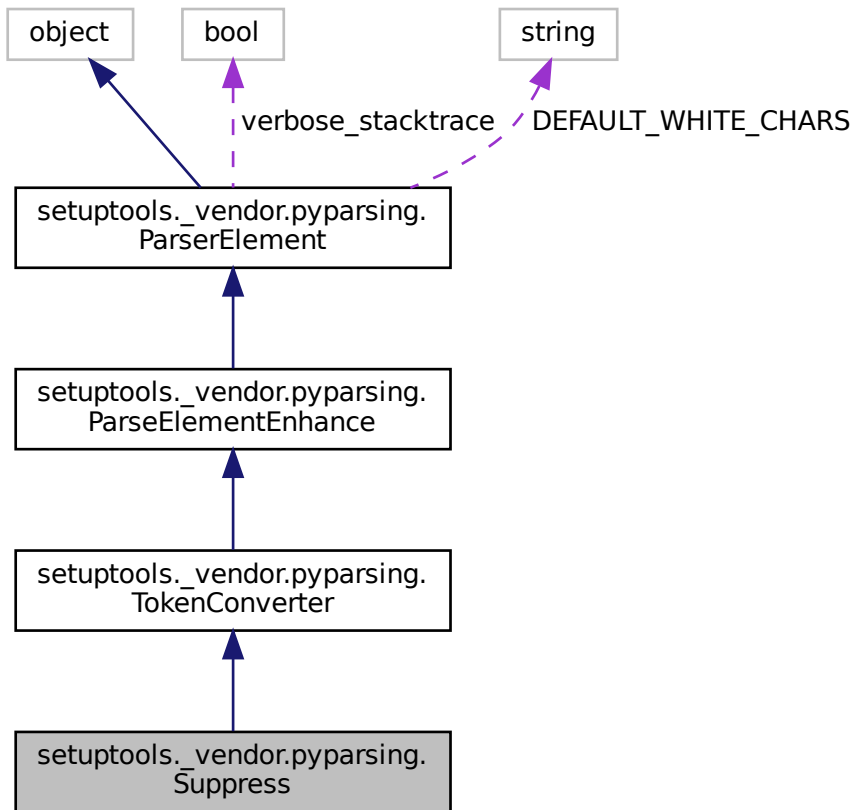 object
bool
string
verbose_stacktrace
DEFAULT_WHITE_CHARS
setuptools._vendor.pyparsing.
ParserElement
setuptools._vendor.pyparsing.
ParseElementEnhance
setuptools._vendor.pyparsing.
TokenConverter
setuptools._vendor.pyparsing.
Suppress